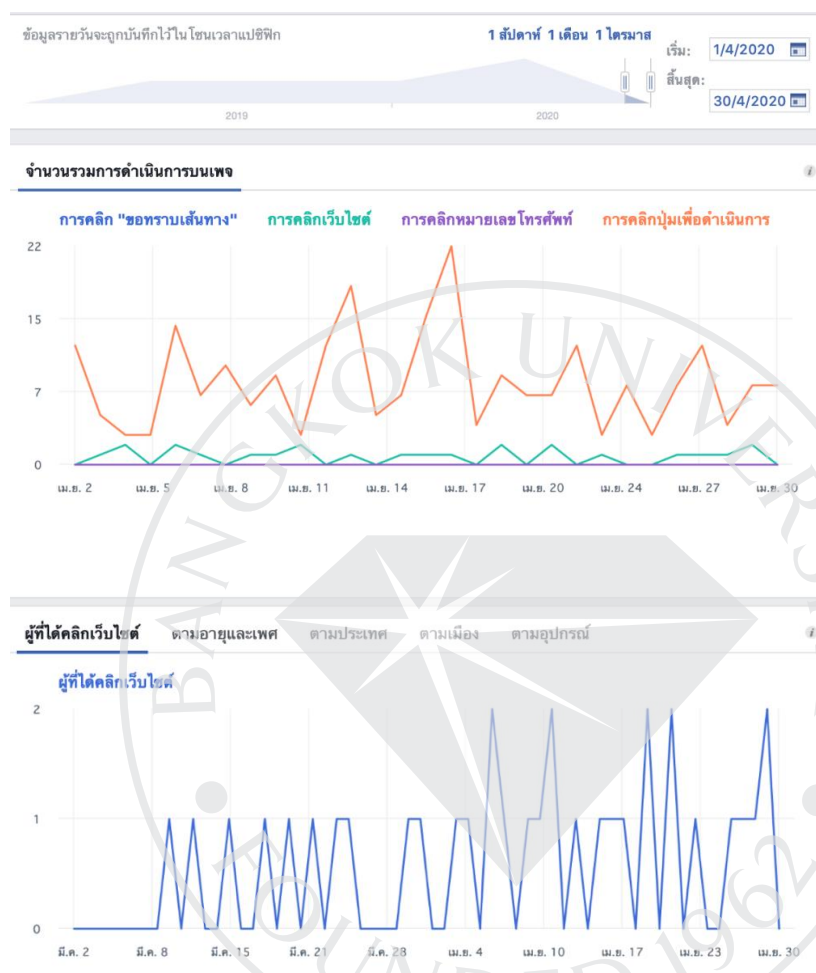 ข้อมูลรายวันจะถูกบันทึกไว้ในโซนเวลาแปซิฟิก
1 สัปดาห์ 1 เดือน 1 ไตรมาส
เริ่ม: 1/4/2020
สิ้นสุด:
30/4/2020
2019 2020
จำนวนรวมการดำเนินการบนเพจ
การคลิก "ขอทราบเส้นทาง" การคลิกเว็บไซต์ การคลิกหมายเลขโทรศัพท์ การคลิกปุ่มเพื่อดำเนินการ
22
15
7
0
เม.ย. 2 เม.ย. 5 เม.ย. 8 เม.ย. 11 เม.ย. 14 เม.ย. 17 เม.ย. 20 เม.ย. 24 เม.ย. 27 เม.ย. 30
ผู้ที่ได้คลิกเว็บไซต์ ตามอายุและเพศ ตามประเทศ ตามเมือง ตามอุปกรณ์
ผู้ที่ได้คลิกเว็บไซต์
2
1
0
มี.ค. 2 มี.ค. 8 มี.ค. 15 มี.ค. 21 มี.ค. 28 เม.ย. 4 เม.ย. 10 เม.ย. 17 เม.ย. 23 เม.ย. 30
BANGKOK UNIVERS
FOUNDED 1962